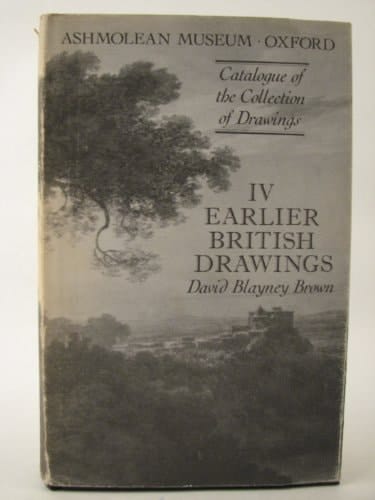 ASHMOLEAN MUSEUM · OXFORD
Catalogue of
the Collection
of Drawings
IV
EARLIER
BRITISH
DRAWINGS
David Blayney Brown